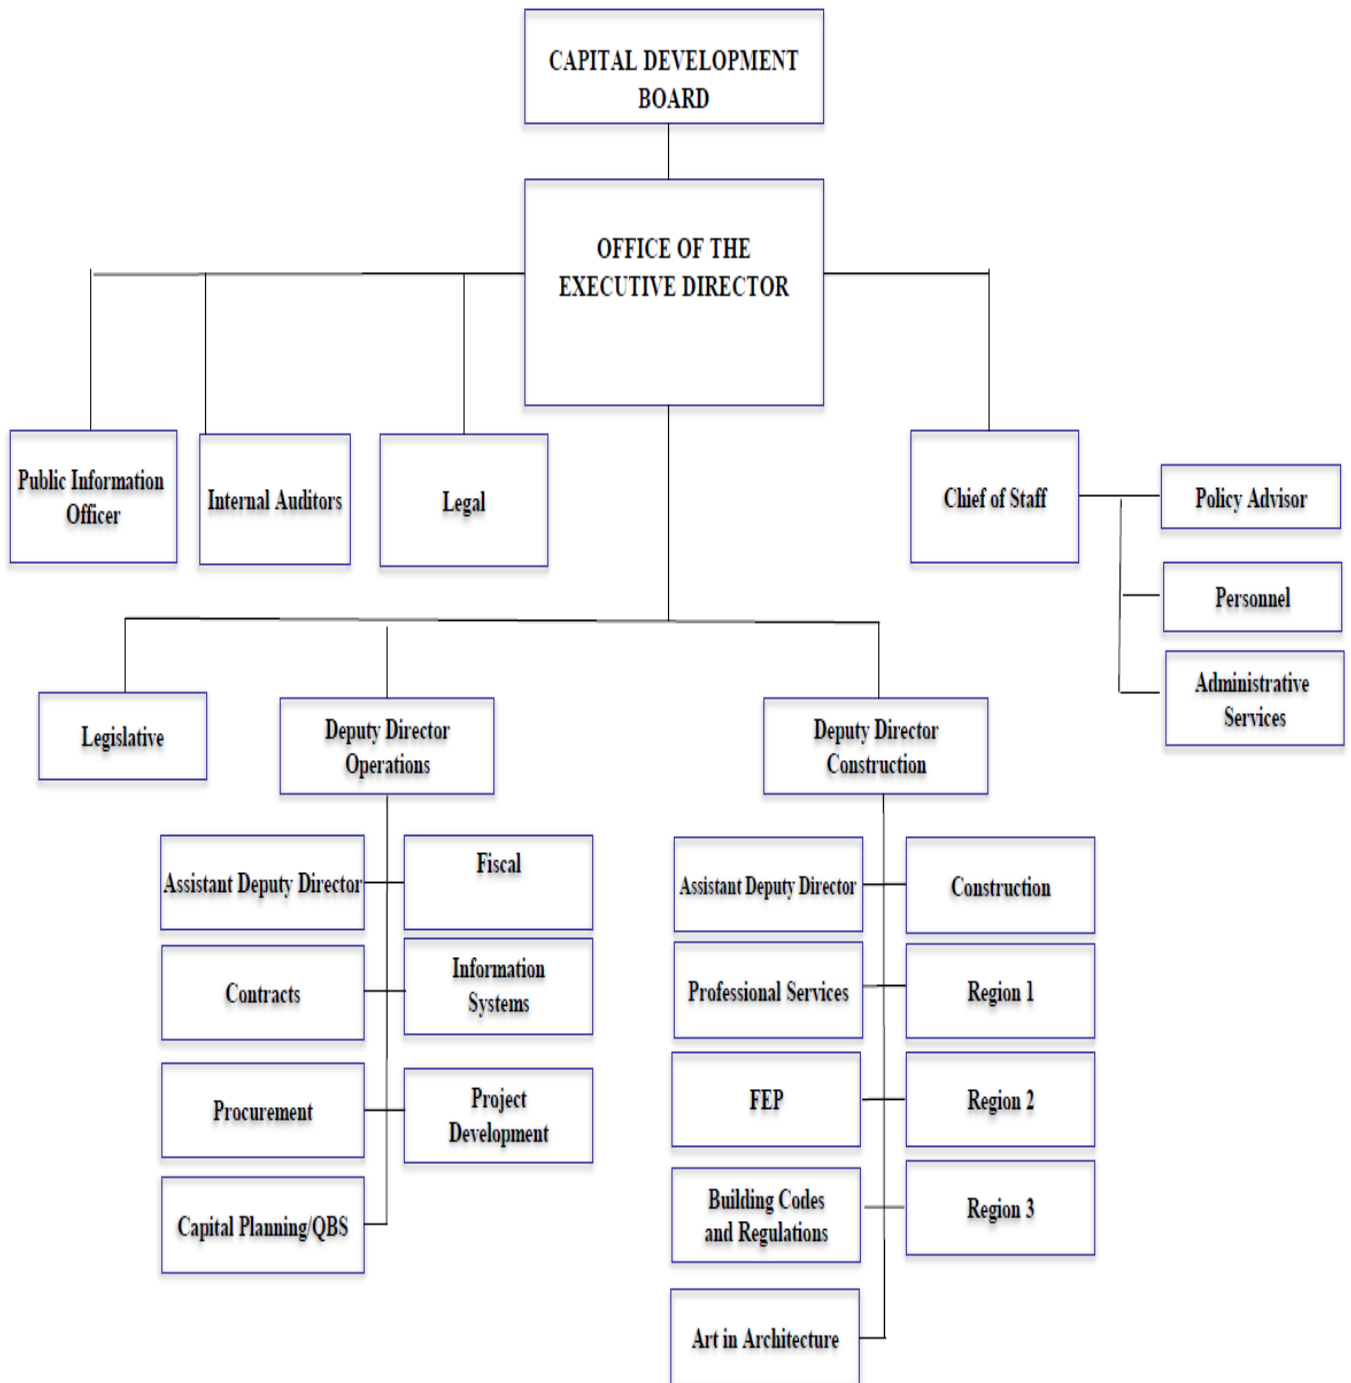 CAPITAL DEVELOPMENT
BOARD
OFFICE OF THE
EXECUTIVE DIRECTOR
Public Information
Officer
Internal Auditors
Legal
Chief of Staff
Policy Advisor
Personnel
Administrative
Services
Legislative
Deputy Director
Operations
Deputy Director
Construction
Assistant Deputy Director
Fiscal
Contracts
Information
Systems
Procurement
Project
Development
Capital Planning/QBS
Assistant Deputy Director
Construction
Professional Services
Region 1
FEP
Region 2
Building Codes
and Regulations
Region 3
Art in Architecture